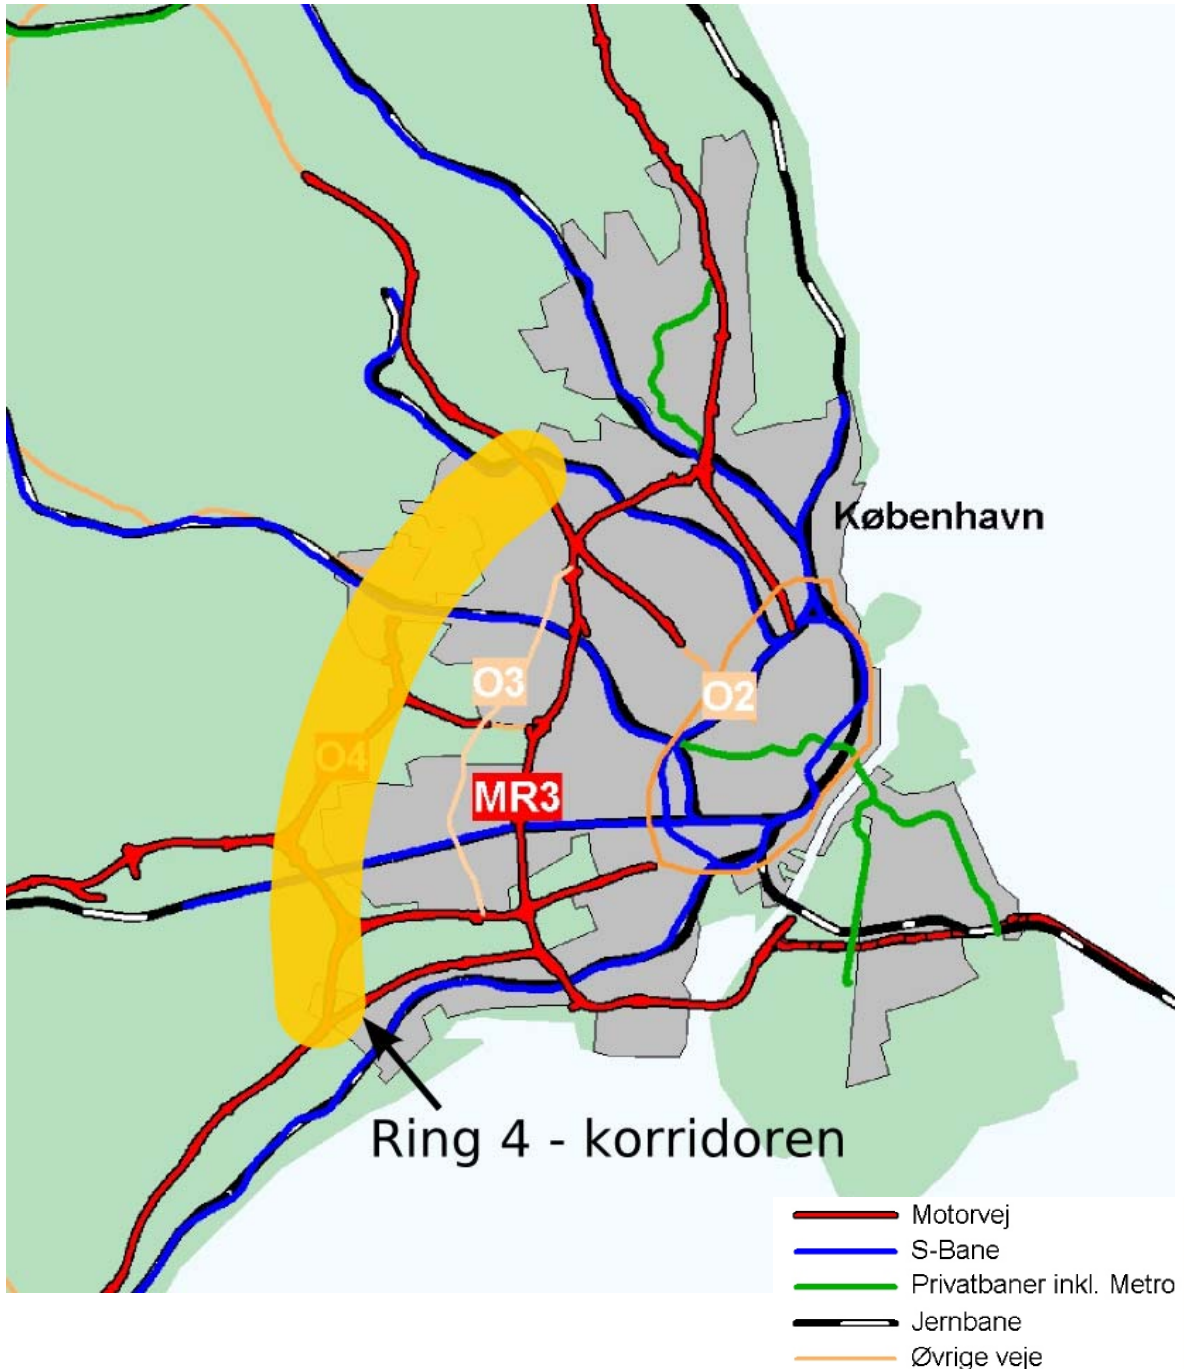 København
O3
O2
O4
MR3
Ring 4 - korridoren
Motorvej
S-Bane
Privatbaner inkl. Metro
Jernbane
Øvrige veje